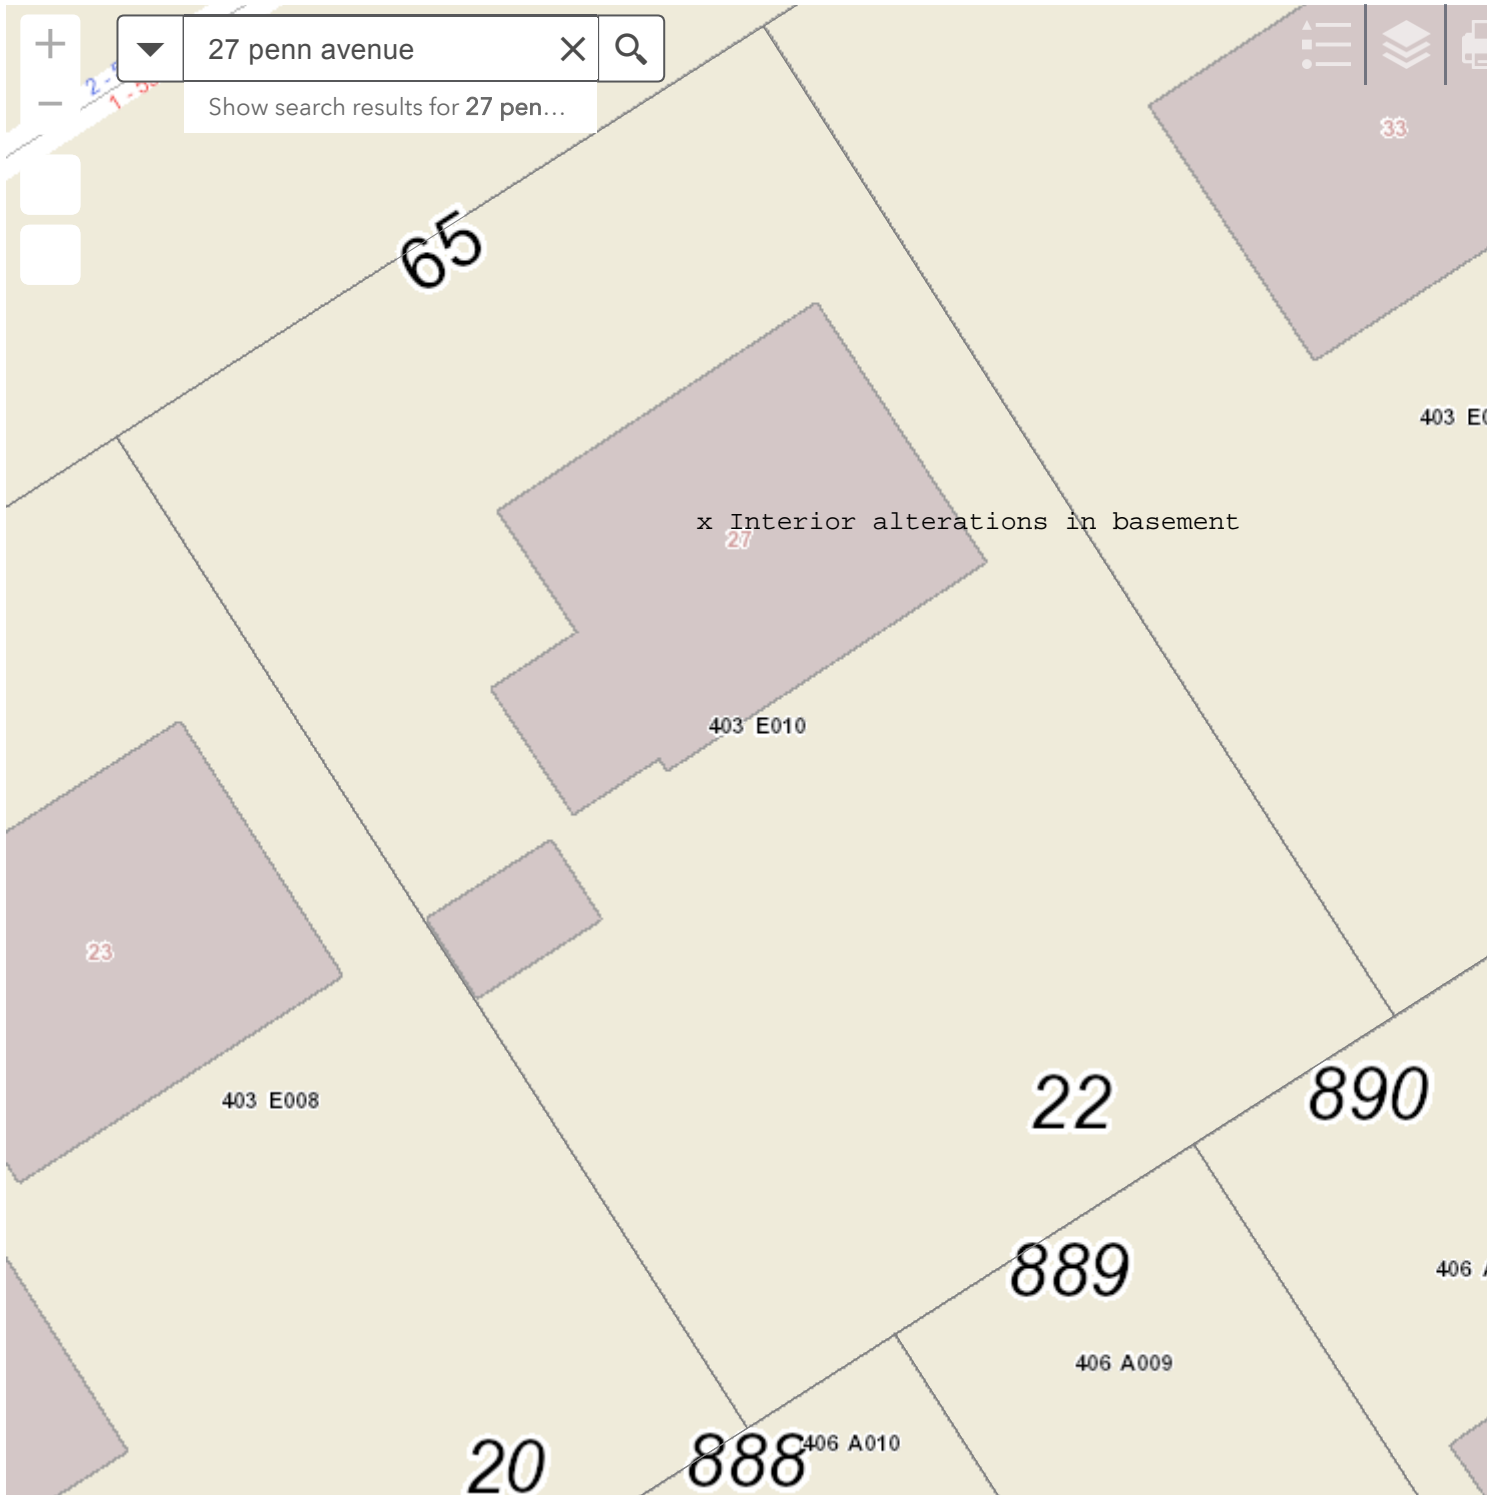 27 penn avenue
Show search results for 27 pen…
33
65
403 E0
x Interior alterations in basement
27
403 E010
23
403 E008
22
890
889
406
406 A009
20
888
406 A010